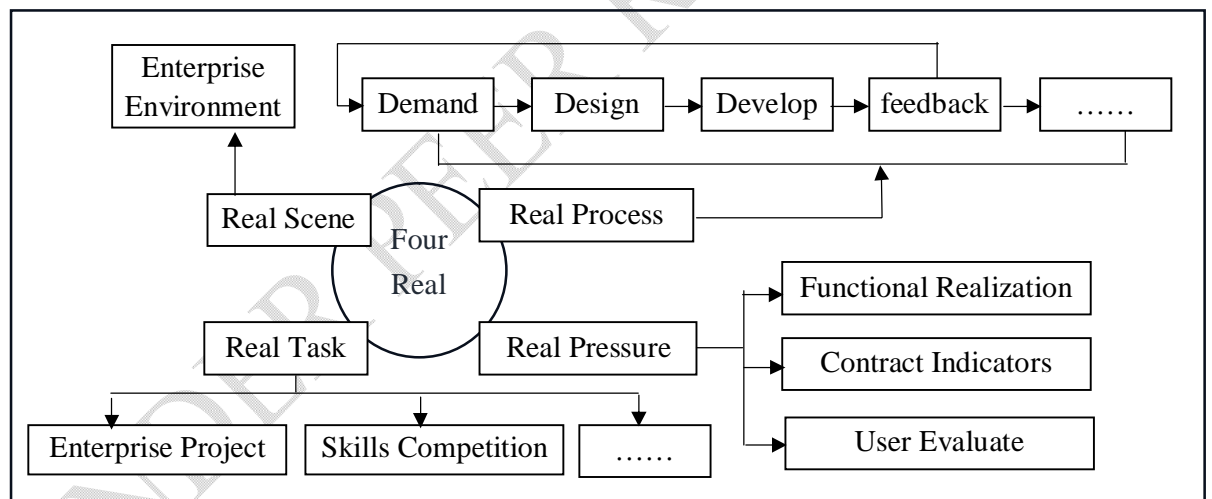 Enterprise
Environment
Demand
Design
Develop
feedback
……
Real Scene
Real Process
Four
Real
Real Task
Real Pressure
Functional Realization
Contract Indicators
User Evaluate
Enterprise Project
Skills Competition
……